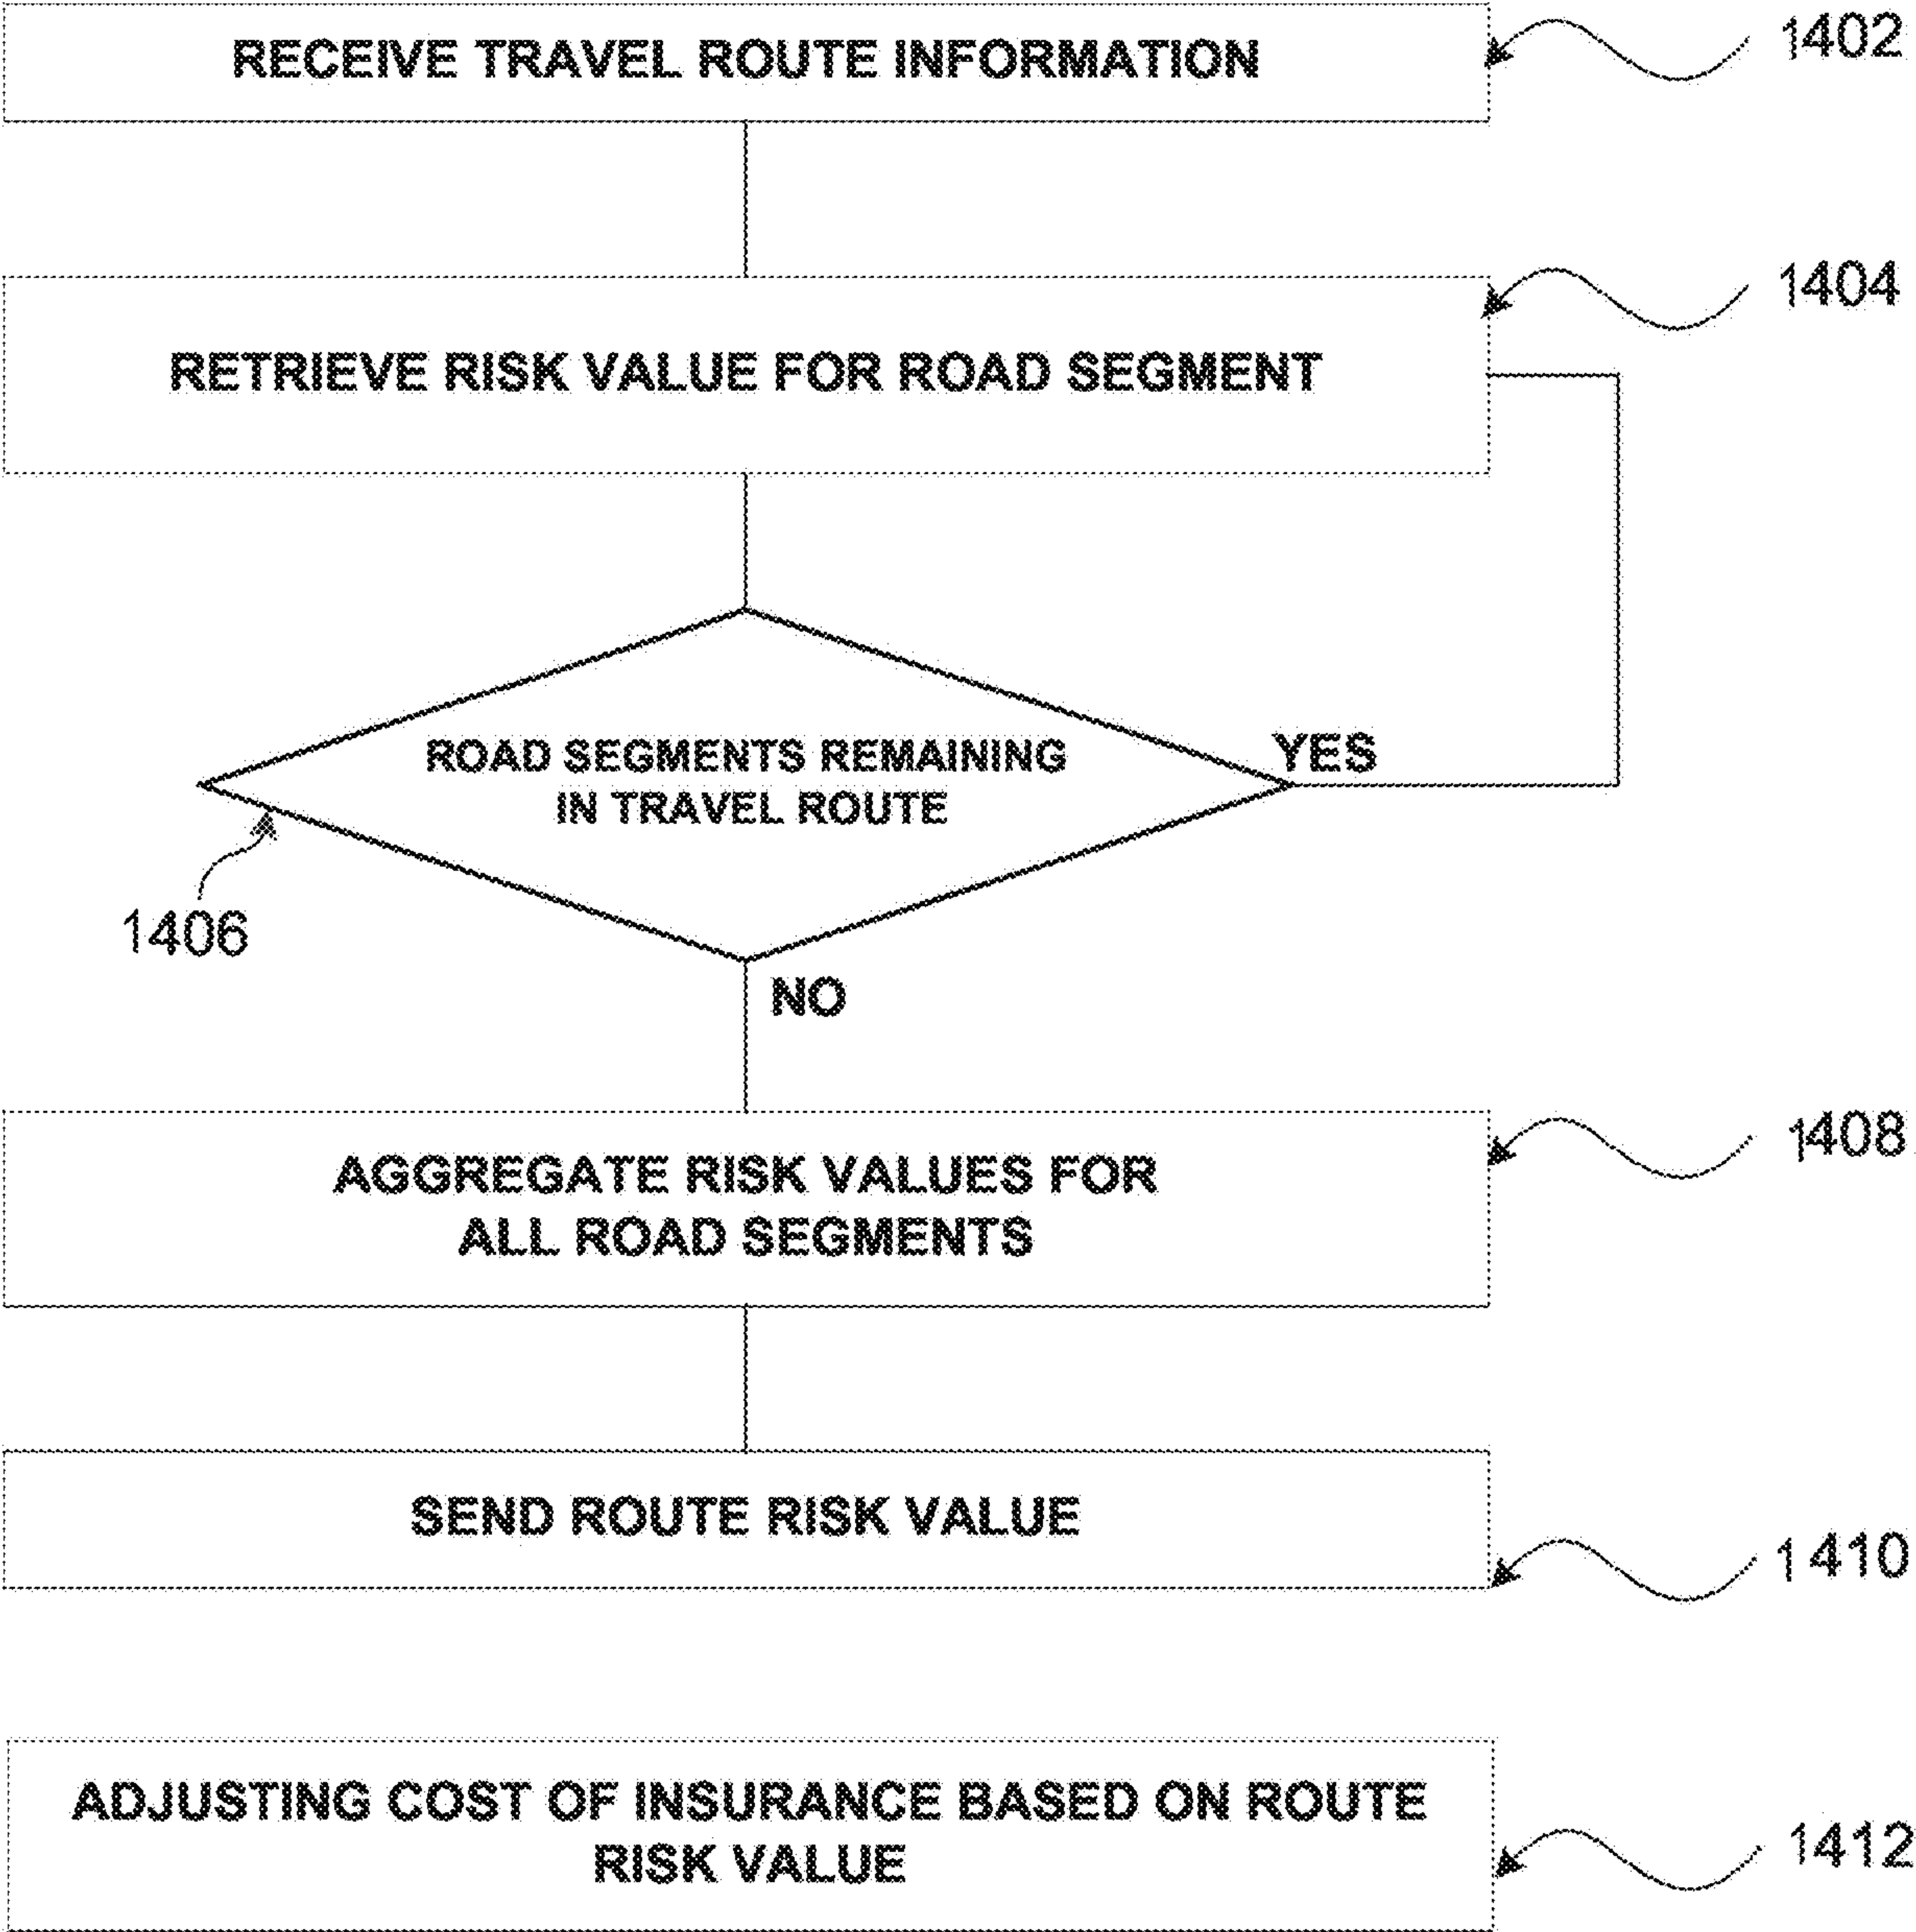 RECEIVE TRAVEL ROUTE INFORMATION
1402
1404
RETRIEVE RISK VALUE FOR ROAD SEGMENT
ROAD SEGMENTS REMAINING
IN TRAVEL ROUTE
YES
1406
NO
AGGREGATE RISK VALUES FOR
ALL ROAD SEGMENTS
1408
SEND ROUTE RISK VALUE
1410
ADJUSTING COST OF INSURANCE BASED ON ROUTE
RISK VALUE
1412